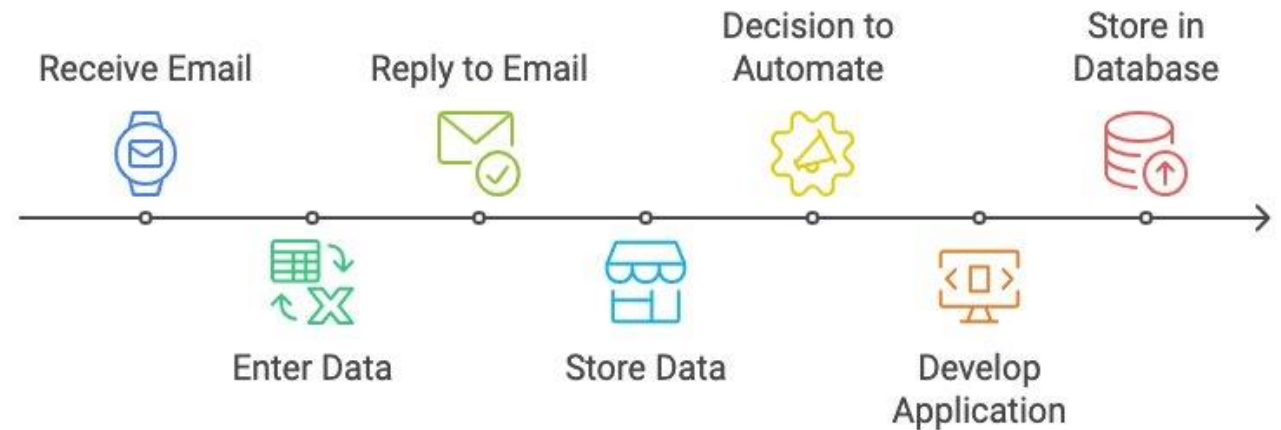 Receive Email
Enter Data
Reply to Email
Store Data
Decision to
Automate
Develop
Application
Store in
Database